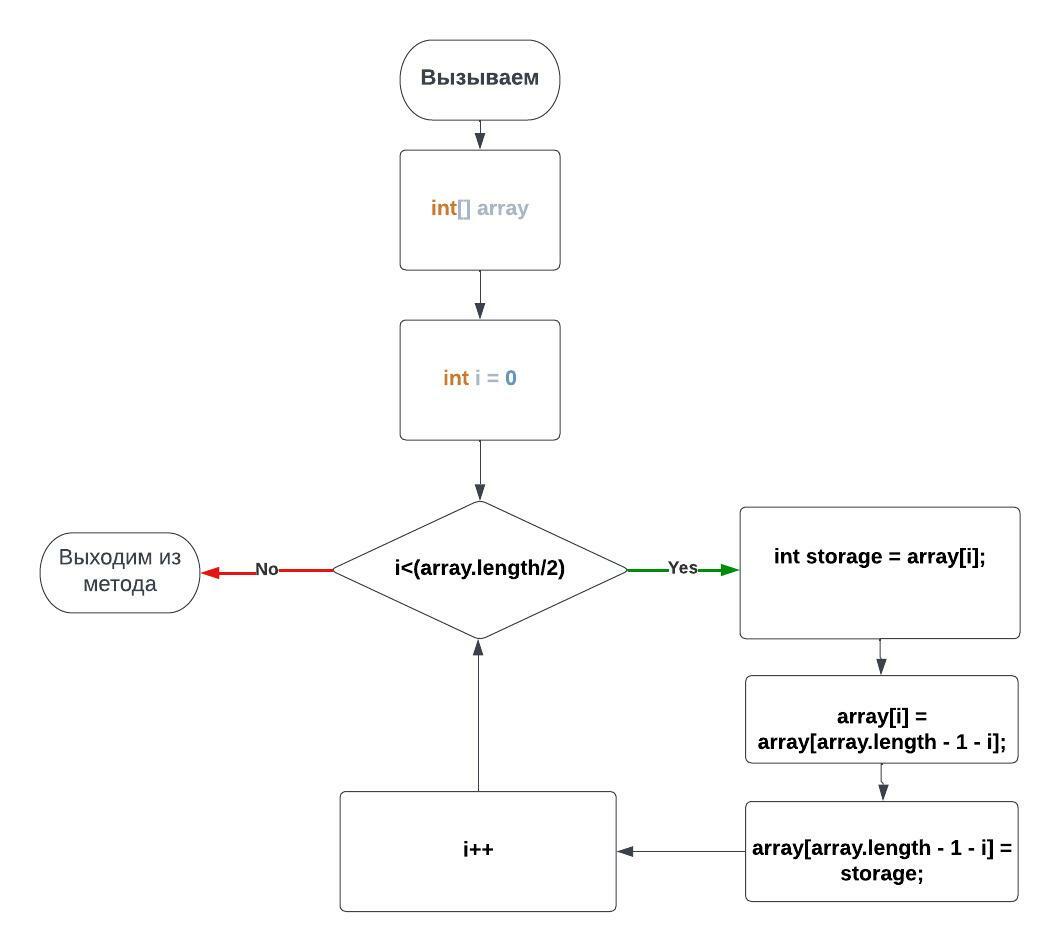 Вызываем
int[] array
int i = 0
i<(array.length/2)
No
Выходим из
метода
Yes
int storage = array[i];
array[i] =
array[array.length - 1 - i];
array[array.length - 1 - i] =
storage;
i++